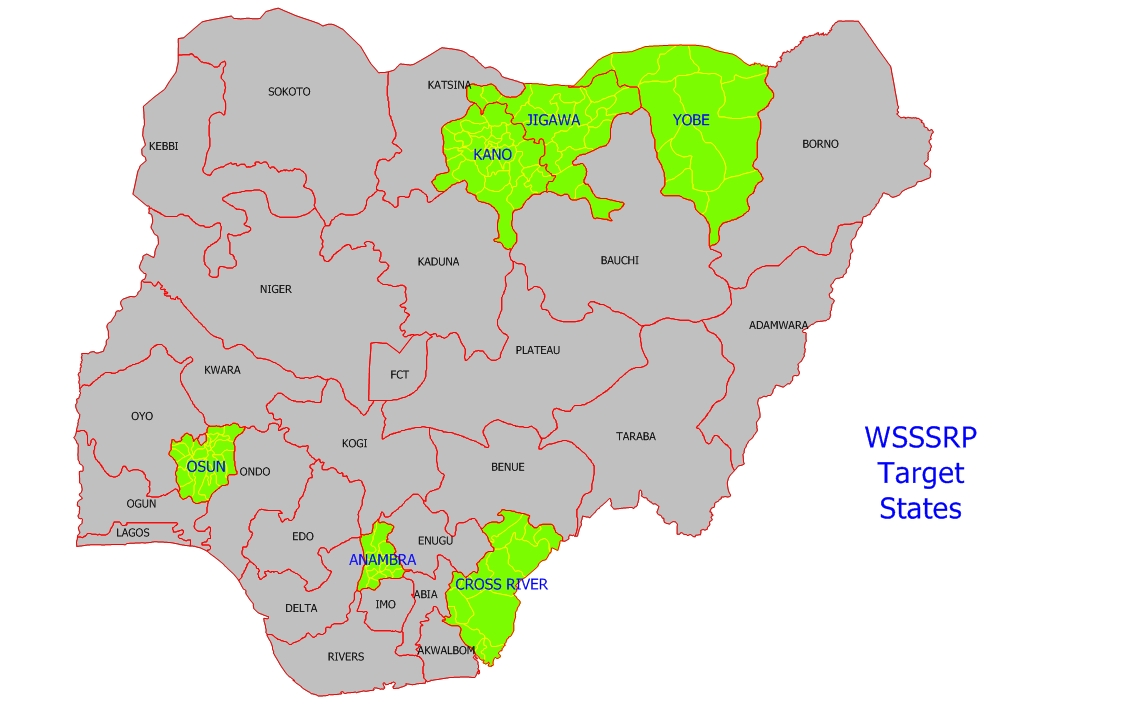 KATSINA
SOKOTO
JIGAWA
YOBE
KEBBI
KANO
BORNO
KADUNA
BAUCHI
NIGER
ADAMWARA
PLATEAU
KWARA
FCT
OYO
KOGI
TARABA
WSSSRP
Target
States
OSUN
ONDO
BENUE
OGUN
LAGOS
EDO
ENUGU
ANAMBRA
CROSS RIVER
ABIA
IMO
DELTA
AKWALBOM
RIVERS